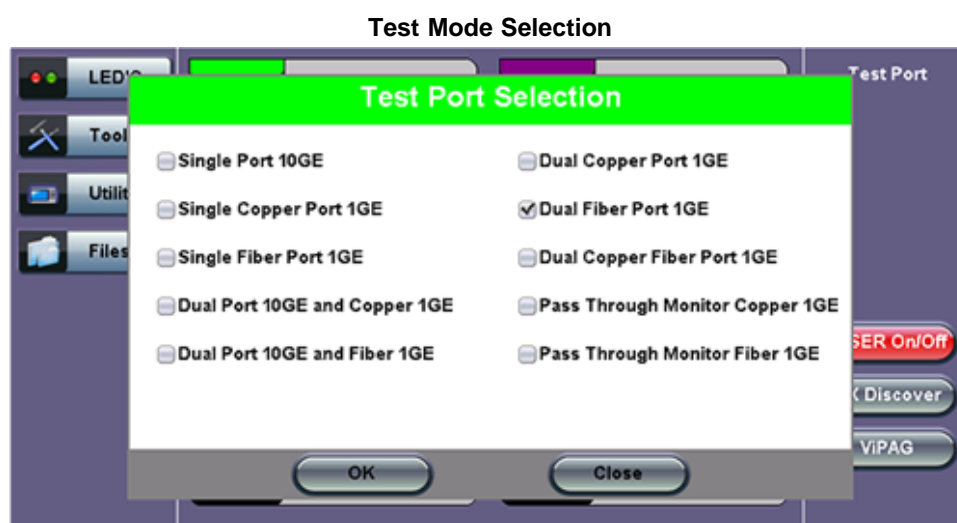 Test Mode Selection
LED'S
Test Port
Test Port Selection
Tool
Utilit
Files
Single Port 10GE
Dual Copper Port 1GE
Single Copper Port 1GE
Dual Fiber Port 1GE
Single Fiber Port 1GE
Dual Copper Fiber Port 1GE
Dual Port 10GE and Copper 1GE
Pass Through Monitor Copper 1GE
Dual Port 10GE and Fiber 1GE
Pass Through Monitor Fiber 1GE
SER On/Off
Discover
ViPAG
OK
Close